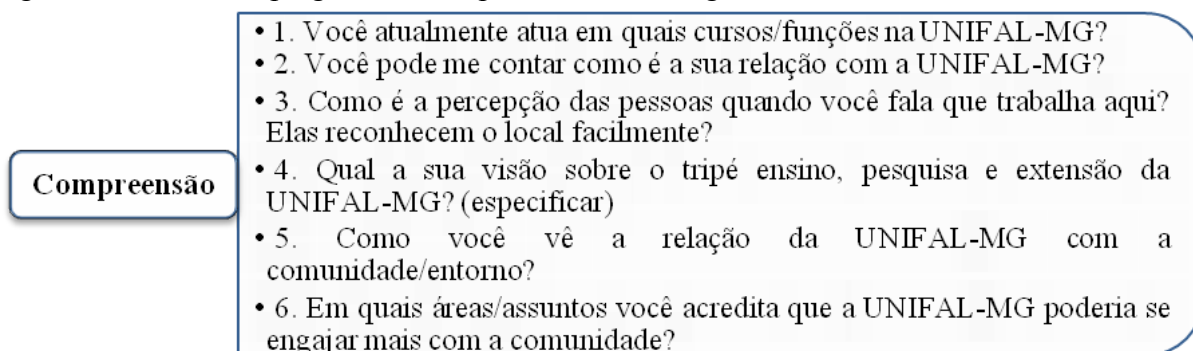 • 1. Você atualmente atua em quais cursos/funções na UNIFAL-MG?
• 2. Você pode me contar como é a sua relação com a UNIFAL-MG?
• 3. Como é a percepção das pessoas quando você fala que trabalha aqui?
Elas reconhecem o local facilmente?
Compreensão
• 4. Qual a sua visão sobre o tripé ensino, pesquisa e extensão da
UNIFAL-MG? (especificar)
• 5. Como você vê a relação da UNIFAL-MG com a
comunidade/entorno?
• 6. Em quais áreas/assuntos você acredita que a UNIFAL-MG poderia se
engajar mais com a comunidade?